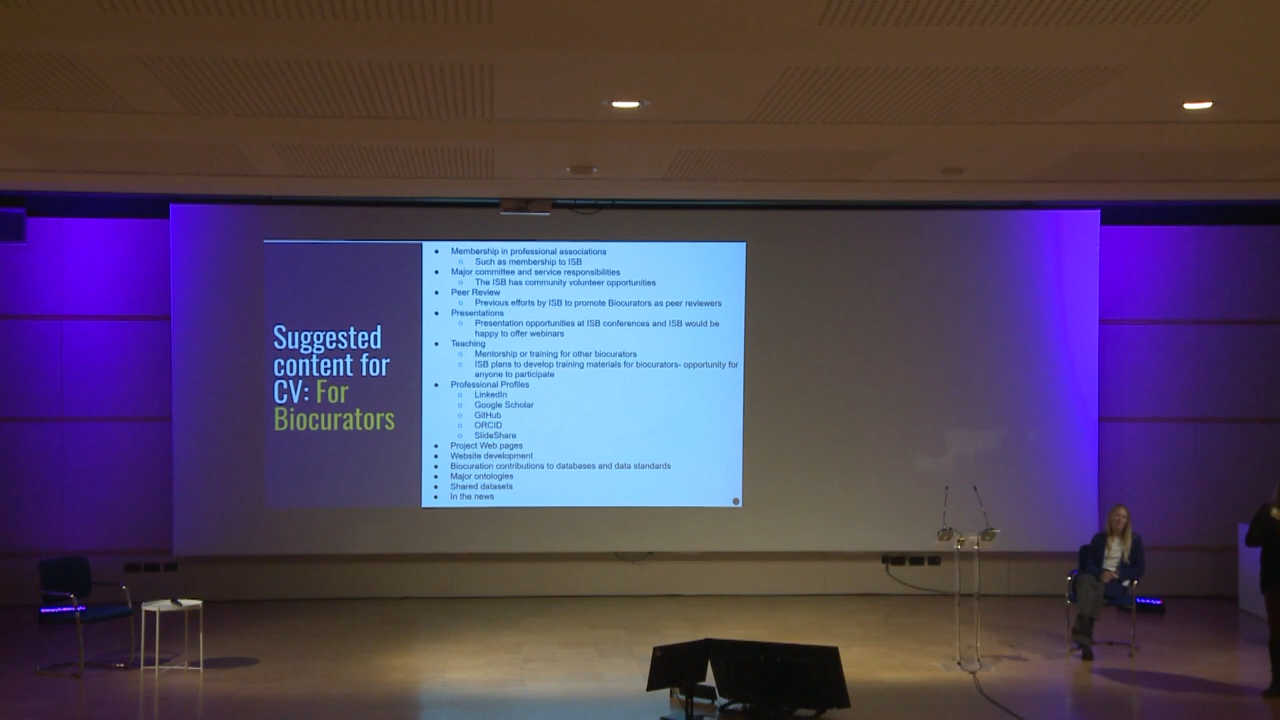 Suggested
content for
CV: For
Biocurators
● Membership in professional associations
○ Such as membership to ISB
● Major committee and service responsibilities
○ The ISB has community volunteer opportunities
● Peer Review
○ Previous efforts by ISB to promote Biocurators as peer reviewers
● Presentations
○ Presentation opportunities at ISB conferences and ISB would be
happy to offer webinars
● Teaching
○ Mentorship or training for other biocurators
○ ISB plans to develop training materials for biocurators- opportunity for
anyone to participate
● Professional Profiles
○ LinkedIn
○ Google Scholar
○ GitHub
○ ORCID
○ SlideShare
● Project Web pages
● Website development
● Biocuration contributions to databases and data standards
● Major ontologies
● Shared datasets
● In the news